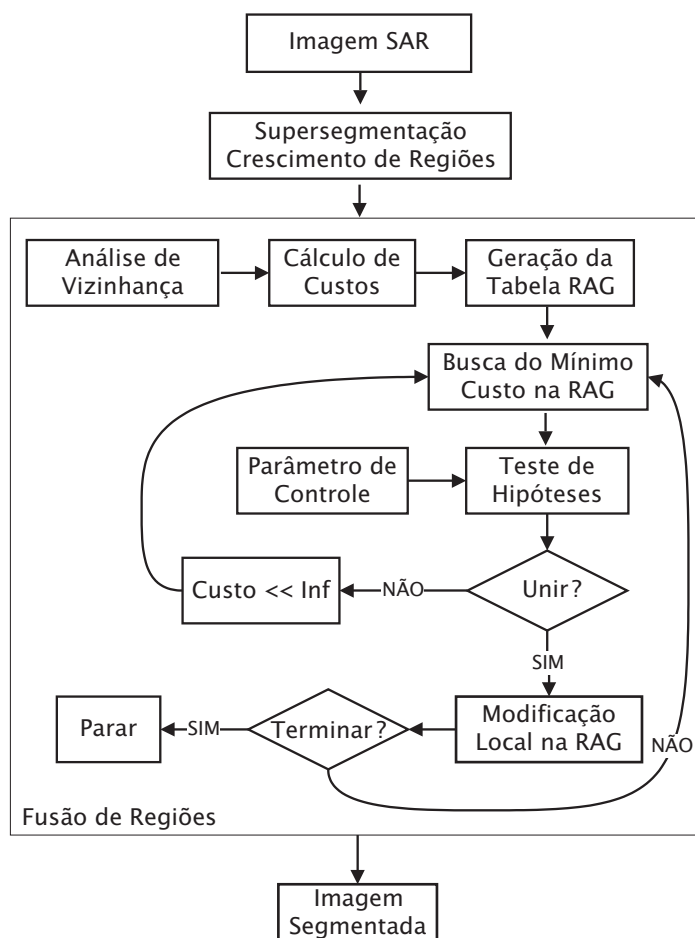 Imagem SAR
Supersegmentação
Crescimento de Regiões
Análise de
Vizinhança
Cálculo de
Custos
Geração da
Tabela RAG
Busca do Mínimo
Custo na RAG
Parâmetro de
Controle
Teste de
Hipóteses
Custo << Inf
NÃO
Unir?
SIM
Parar
SIM
Terminar?
Modificação
Local na RAG
NÃO
Fusão de Regiões
Imagem
Segmentada